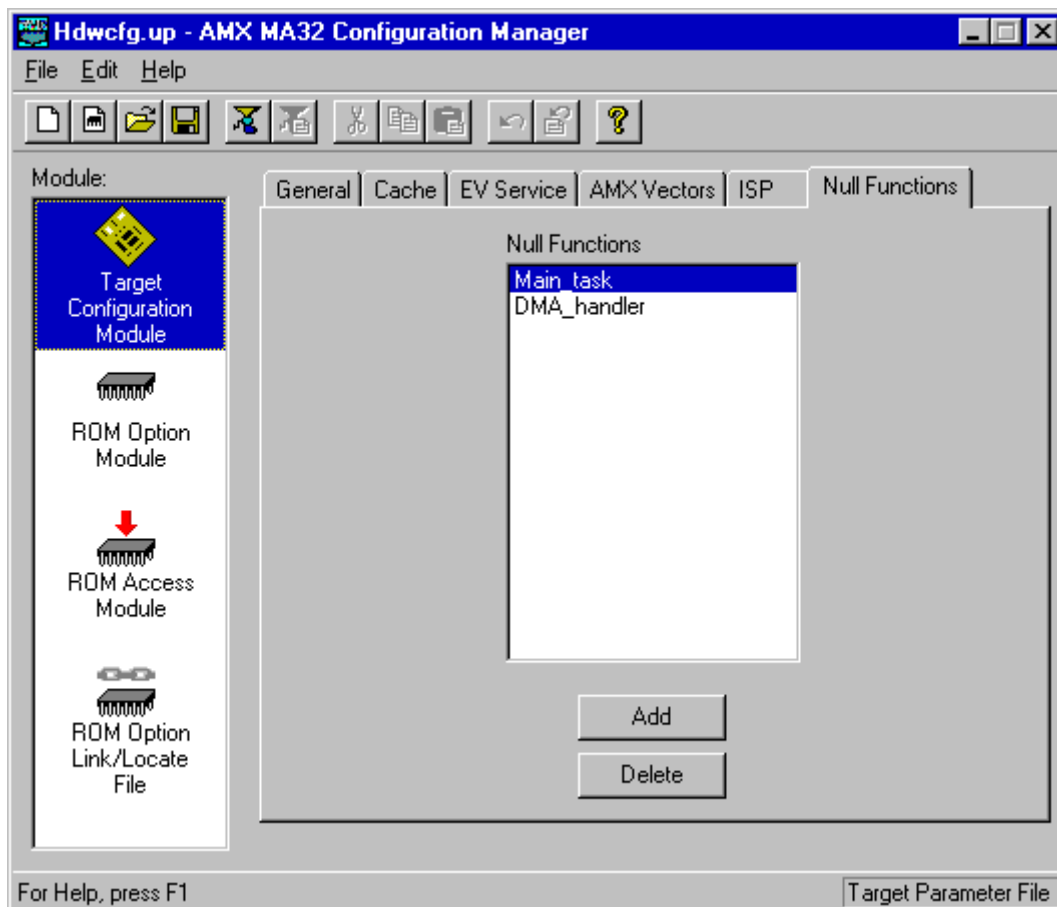 Hdwcfg.up - AMX MA32 Configuration Manager
File Edit Help
Module:
General Cache EV Service AMX Vectors ISP Null Functions
Target
Configuration
Module
ROM Option
Module
ROM Access
Module
ROM Option
Link/Locate
File
Null Functions
Main_task
DMA_handler
Add
Delete
For Help, press F1
Target Parameter File